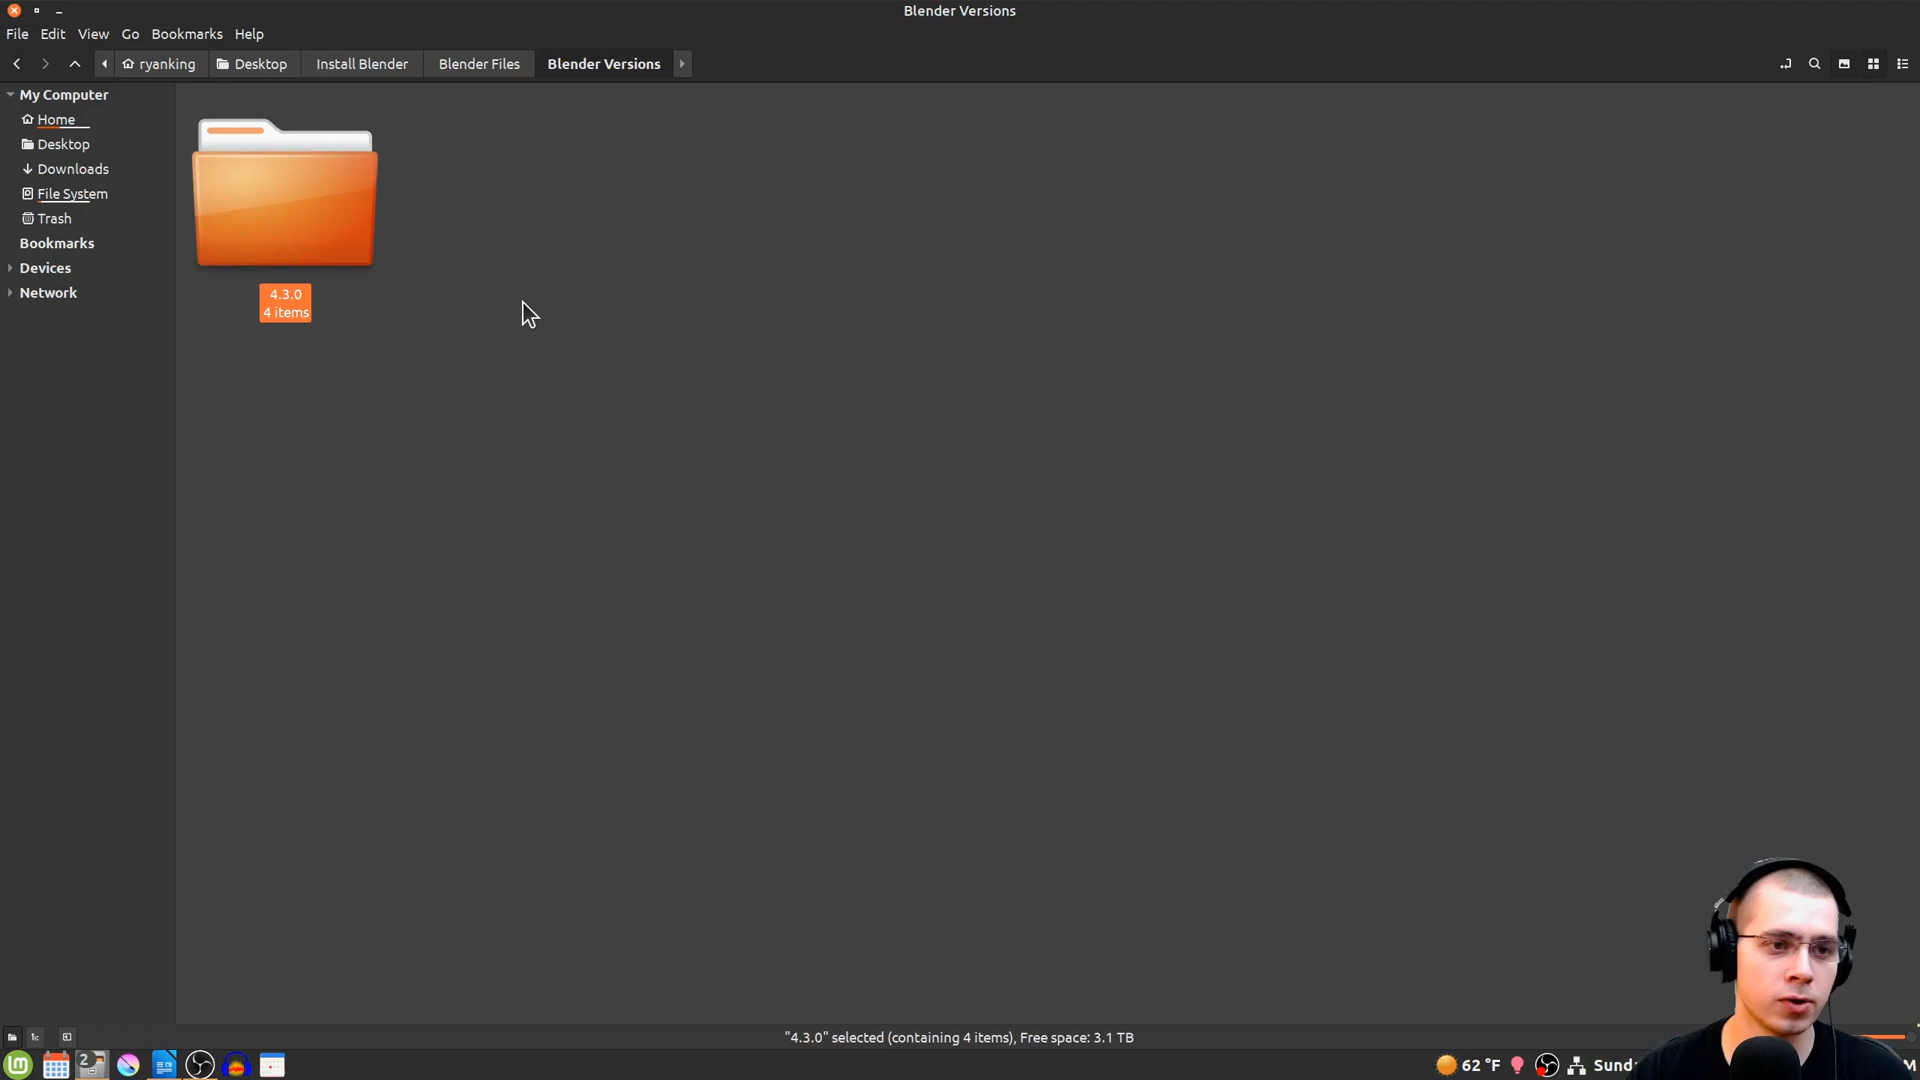 Blender Versions
File Edit View Go Bookmarks Help
ryanking Desktop Install Blender Blender Files Blender Versions
My Computer
Home
Desktop
Downloads
File System
Trash
Bookmarks
Devices
Network
4.3.0
4 items
"4.3.0" selected (containing 4 items), Free space: 3.1 TB
2
62 °F